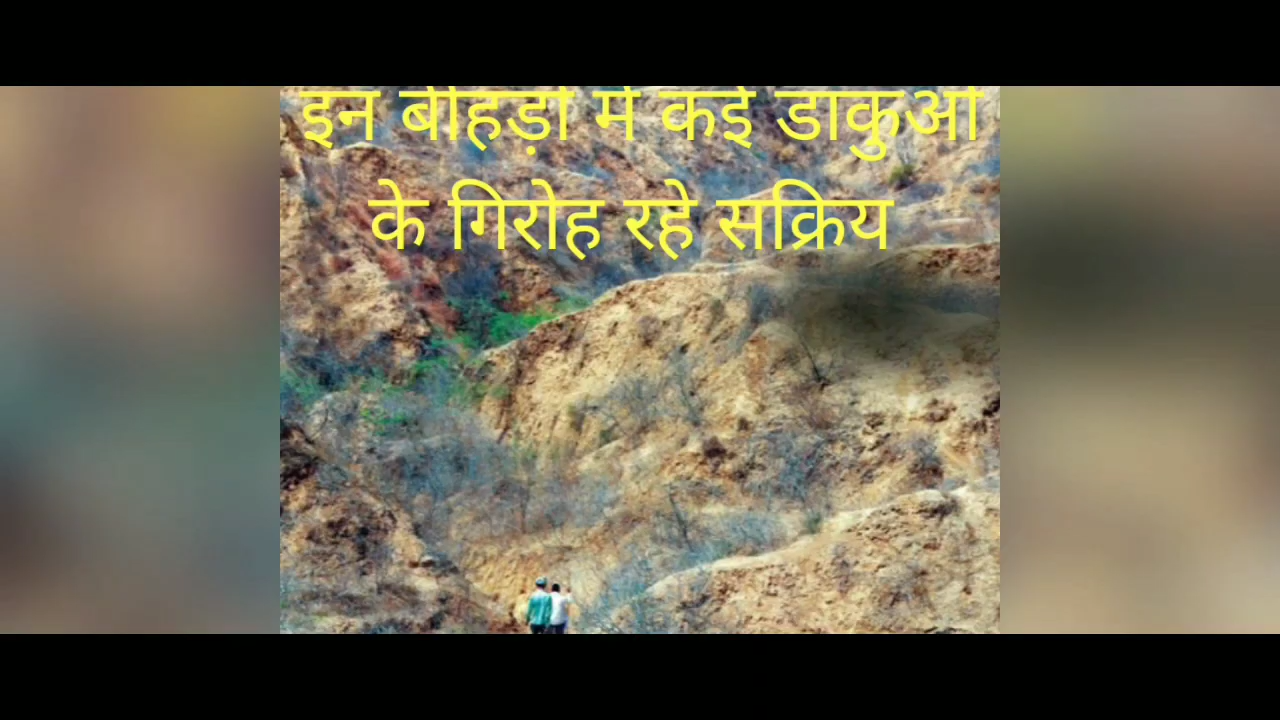 इन बीहड़ों में कई डाकुओं
के गिरोह रहे सक्रिय